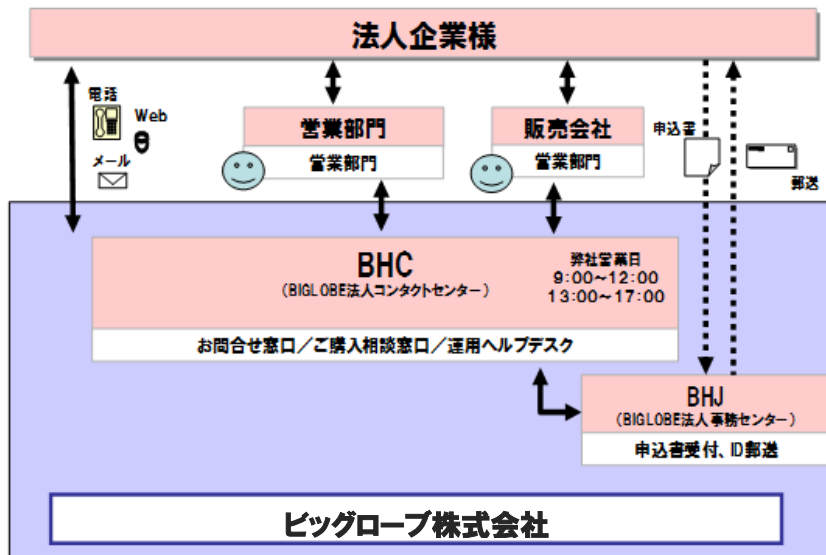 法人企業様
電話
Web
メール
営業部門
営業部門
販売会社
営業部門
申込書
郵送
BHC
(BIGLOBE法人コンタクトセンター)
弊社営業日
9:00~12:00
13:00~17:00
お問合せ窓口/ご購入相談窓口/運用ヘルプデスク
BHJ
(BIGLOBE法人事務センター)
申込書受付、ID郵送
ビッグローブ株式会社